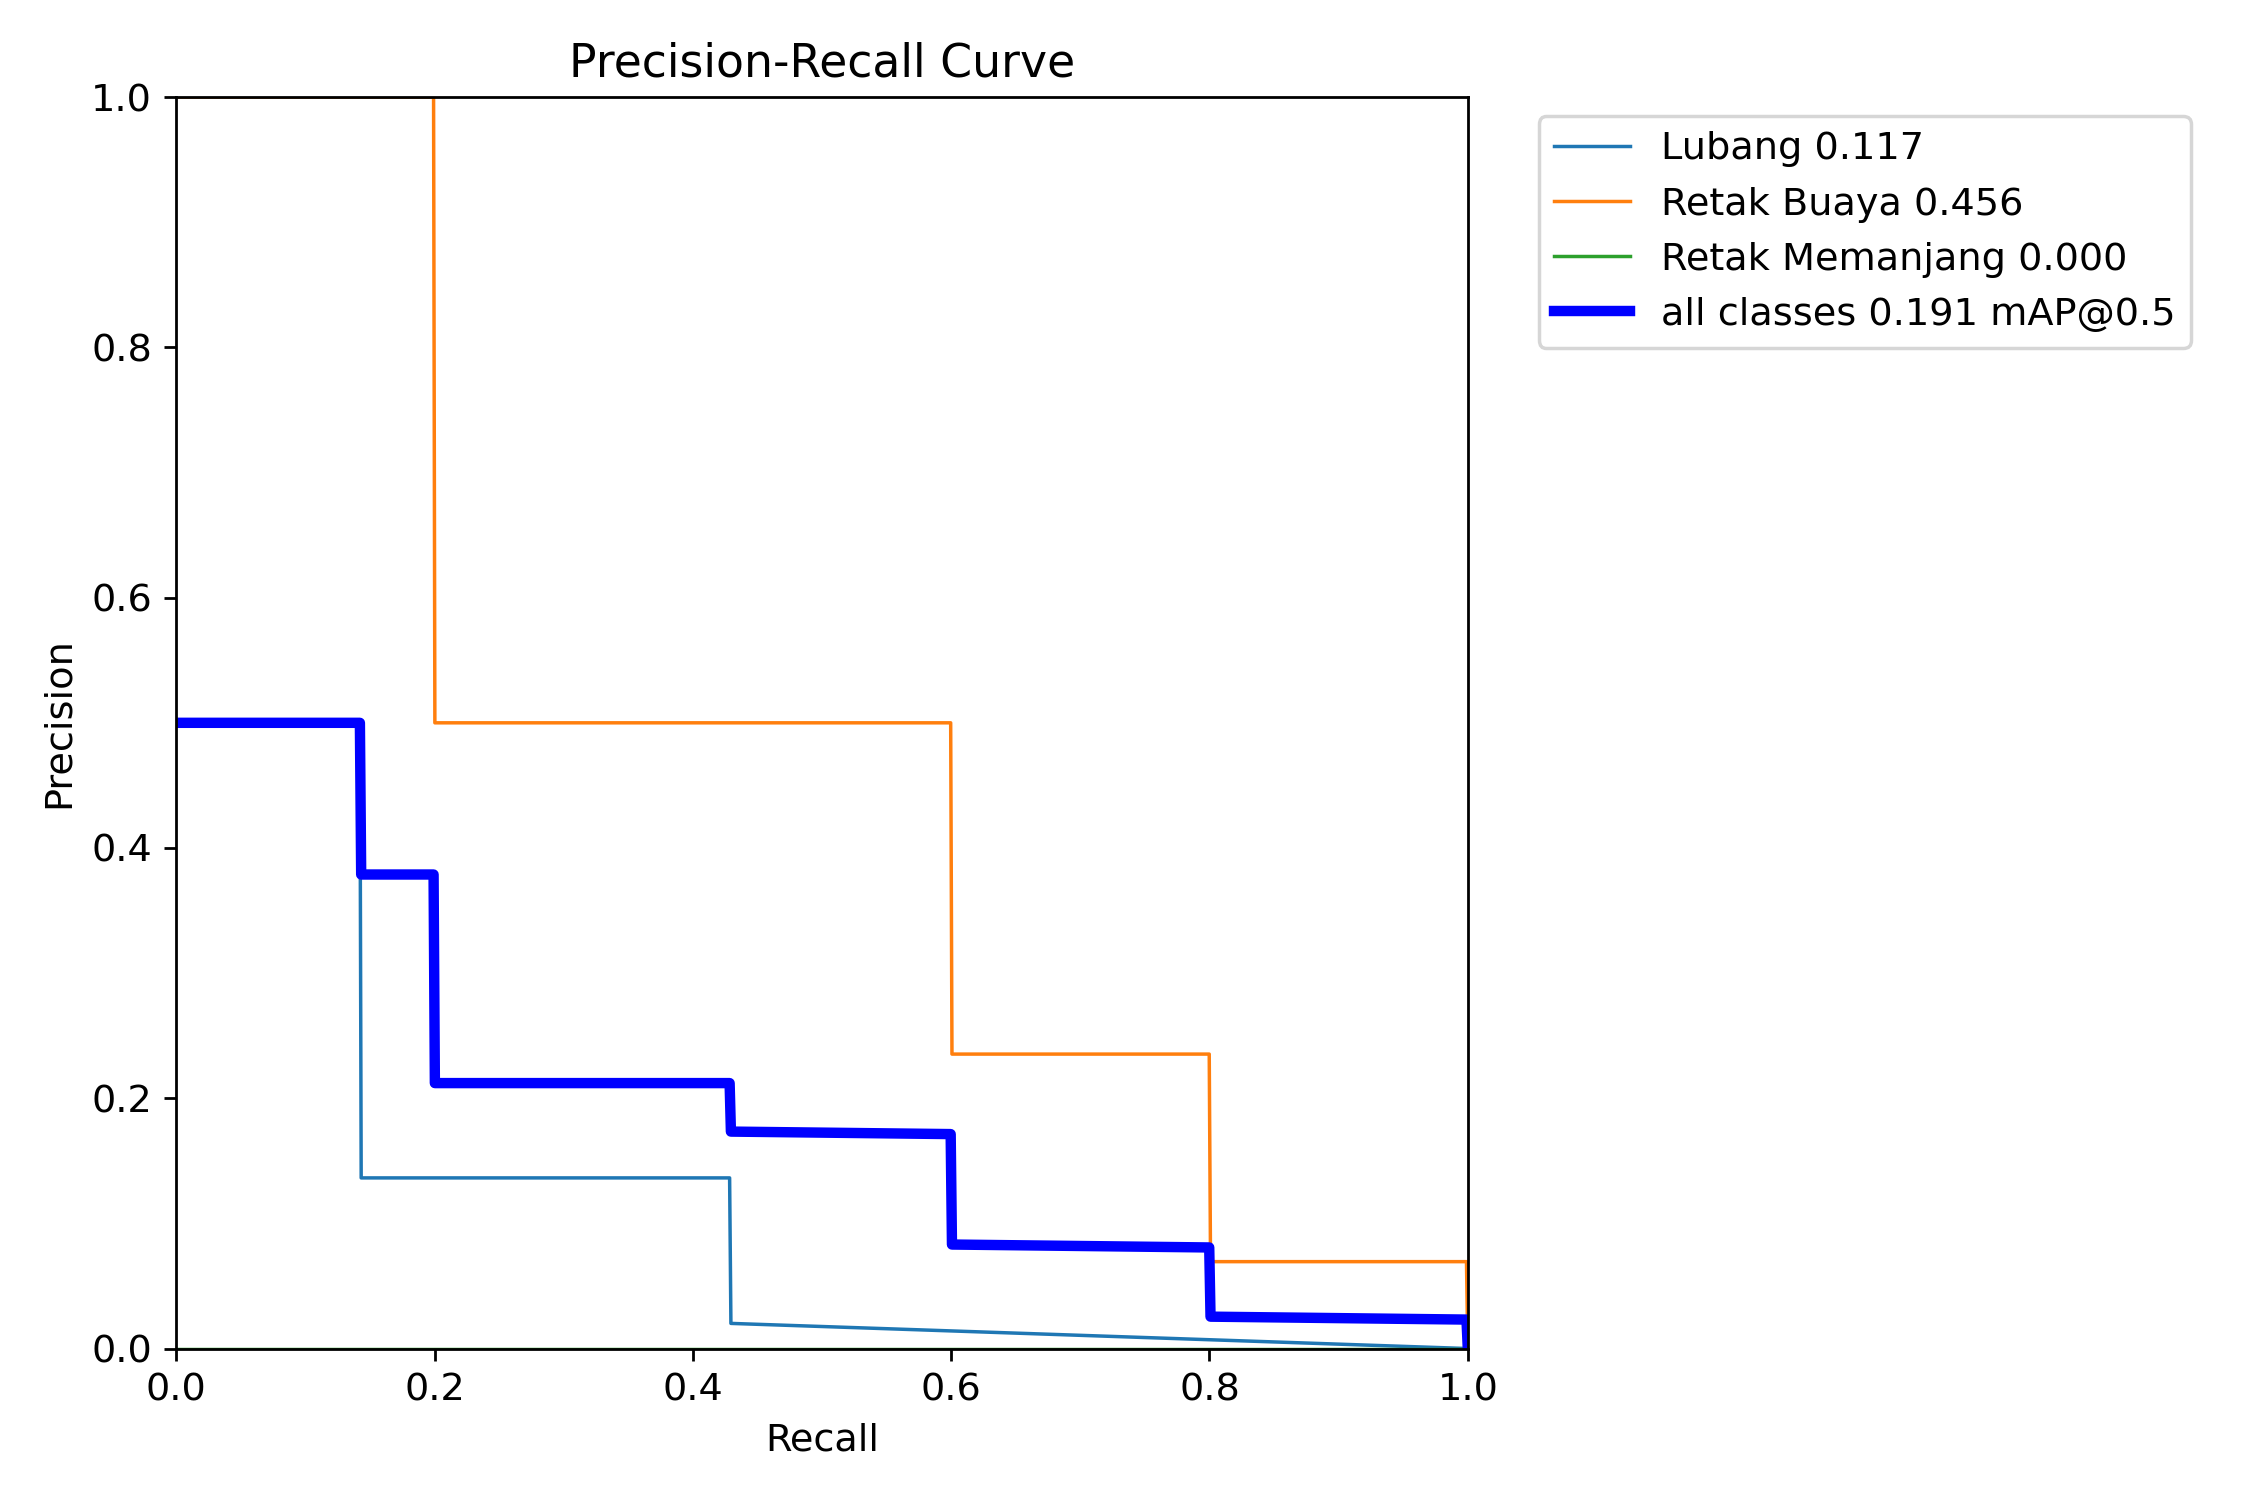 Precision-Recall Curve
1.0
0.8
0.6
0.4
0.2
0.0
Precision
0.0 0.2 0.4 0.6 0.8 1.0
Recall
Lubang 0.117
Retak Buaya 0.456
Retak Memanjang 0.000
all classes 0.191 mAP@0.5